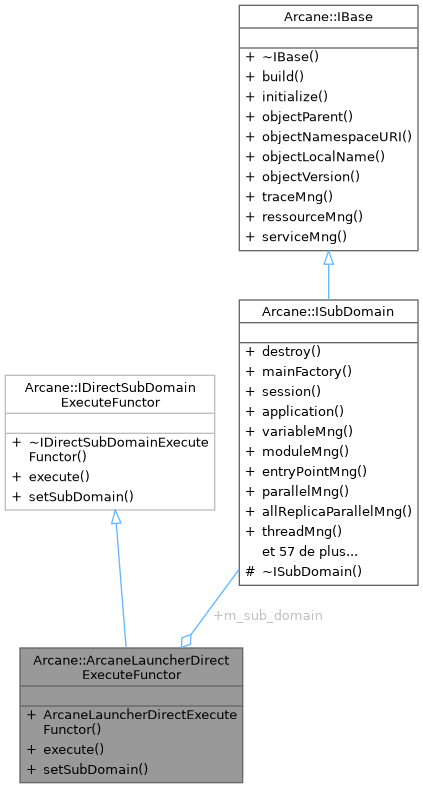 Arcane::IBase
+ ~IBase()
+ build()
+ initialize()
+ objectParent()
+ objectNamespaceURI()
+ objectLocalName()
+ objectVersion()
+ traceMng()
+ ressourceMng()
+ serviceMng()
Arcane::ISubDomain
+ destroy()
+ mainFactory()
+ session()
+ application()
+ variableMng()
+ moduleMng()
+ entryPointMng()
+ parallelMng()
+ allReplicaParallelMng()
+ threadMng()
et 57 de plus...
# ~ISubDomain()
Arcane::IDirectSubDomain
ExecuteFunctor
+ ~IDirectSubDomainExecute
Functor()
+ execute()
+ setSubDomain()
+m_sub_domain
Arcane::ArcaneLauncherDirect
ExecuteFunctor
+ ArcaneLauncherDirectExecute
Functor()
+ execute()
+ setSubDomain()